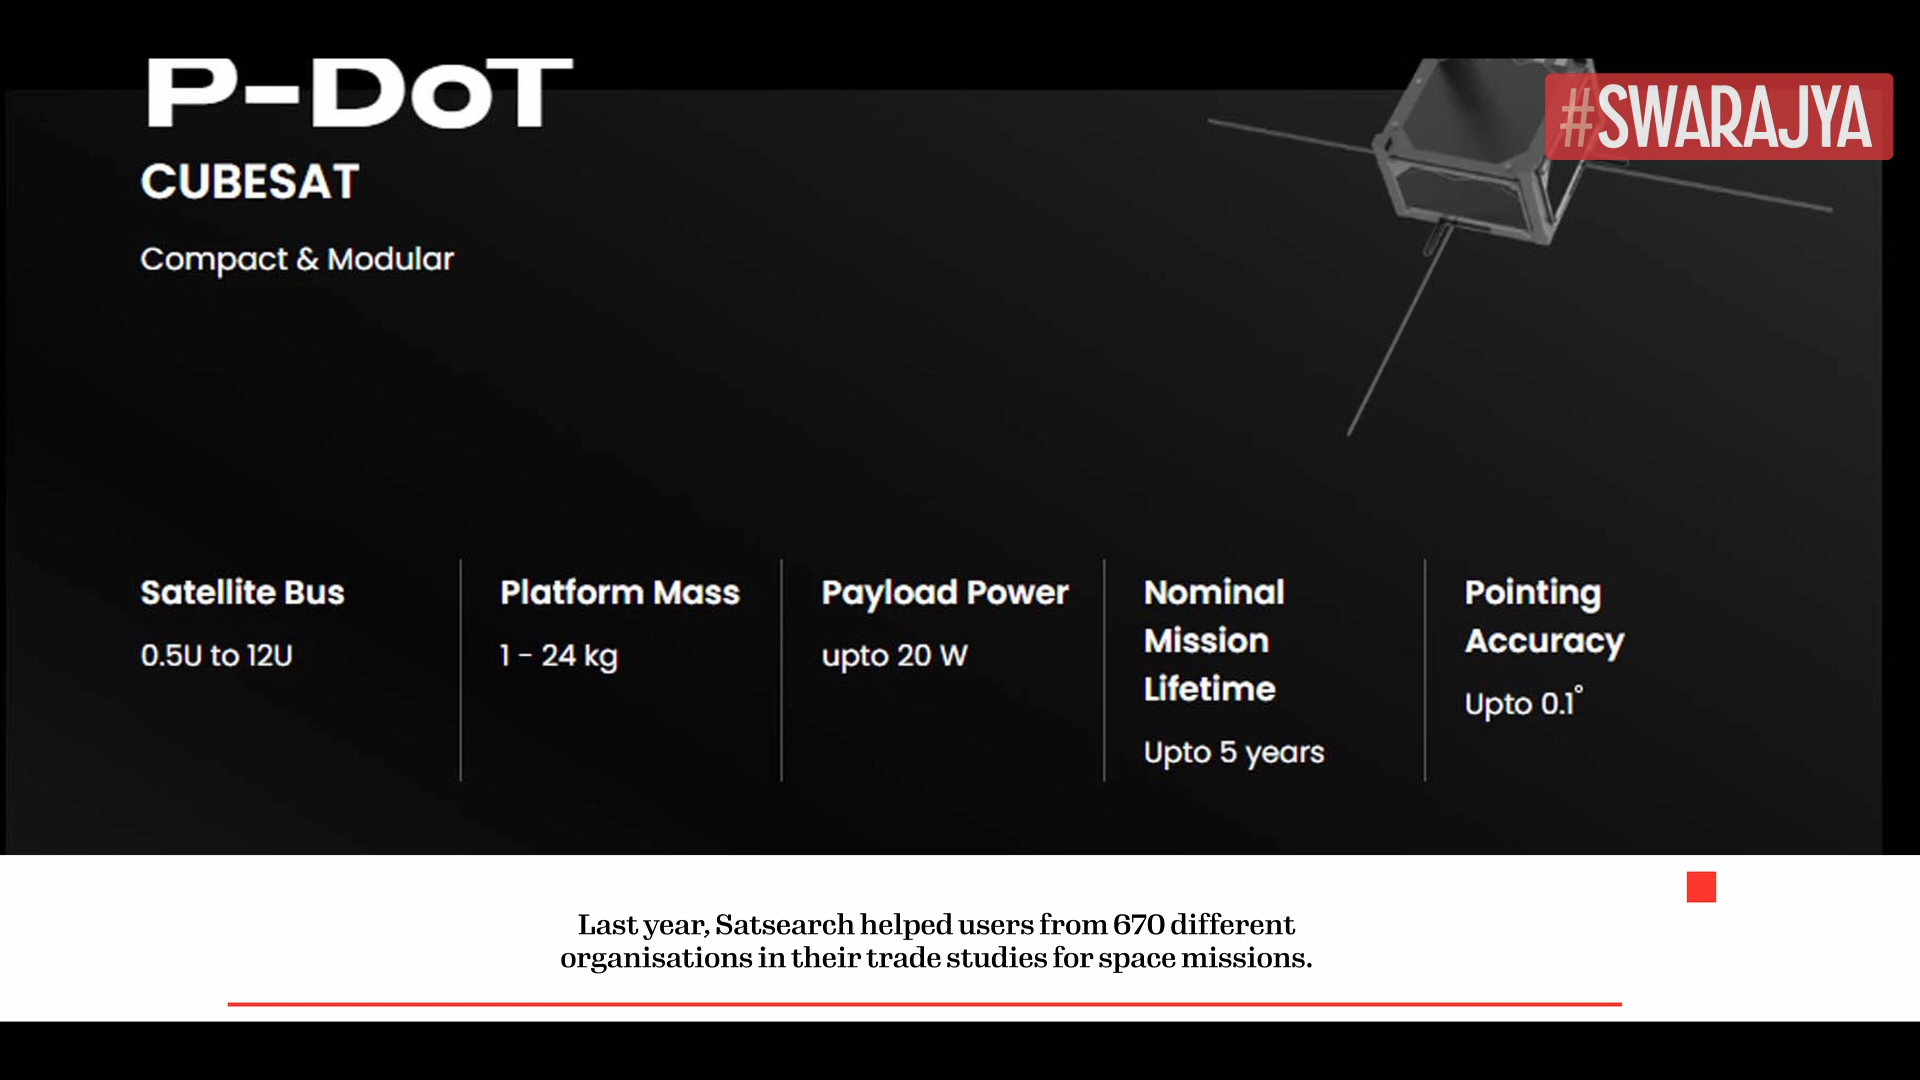 P-DoT
#SWARAJYA
CUBESAT
Compact & Modular
Satellite Bus
0.5U to 12U
Platform Mass
1 - 24 kg
Payload Power
upto 20 W
Nominal
Mission
Lifetime
Upto 5 years
Pointing
Accuracy
Upto 0.1°
Last year, Satsearch helped users from 670 different
organisations in their trade studies for space missions.